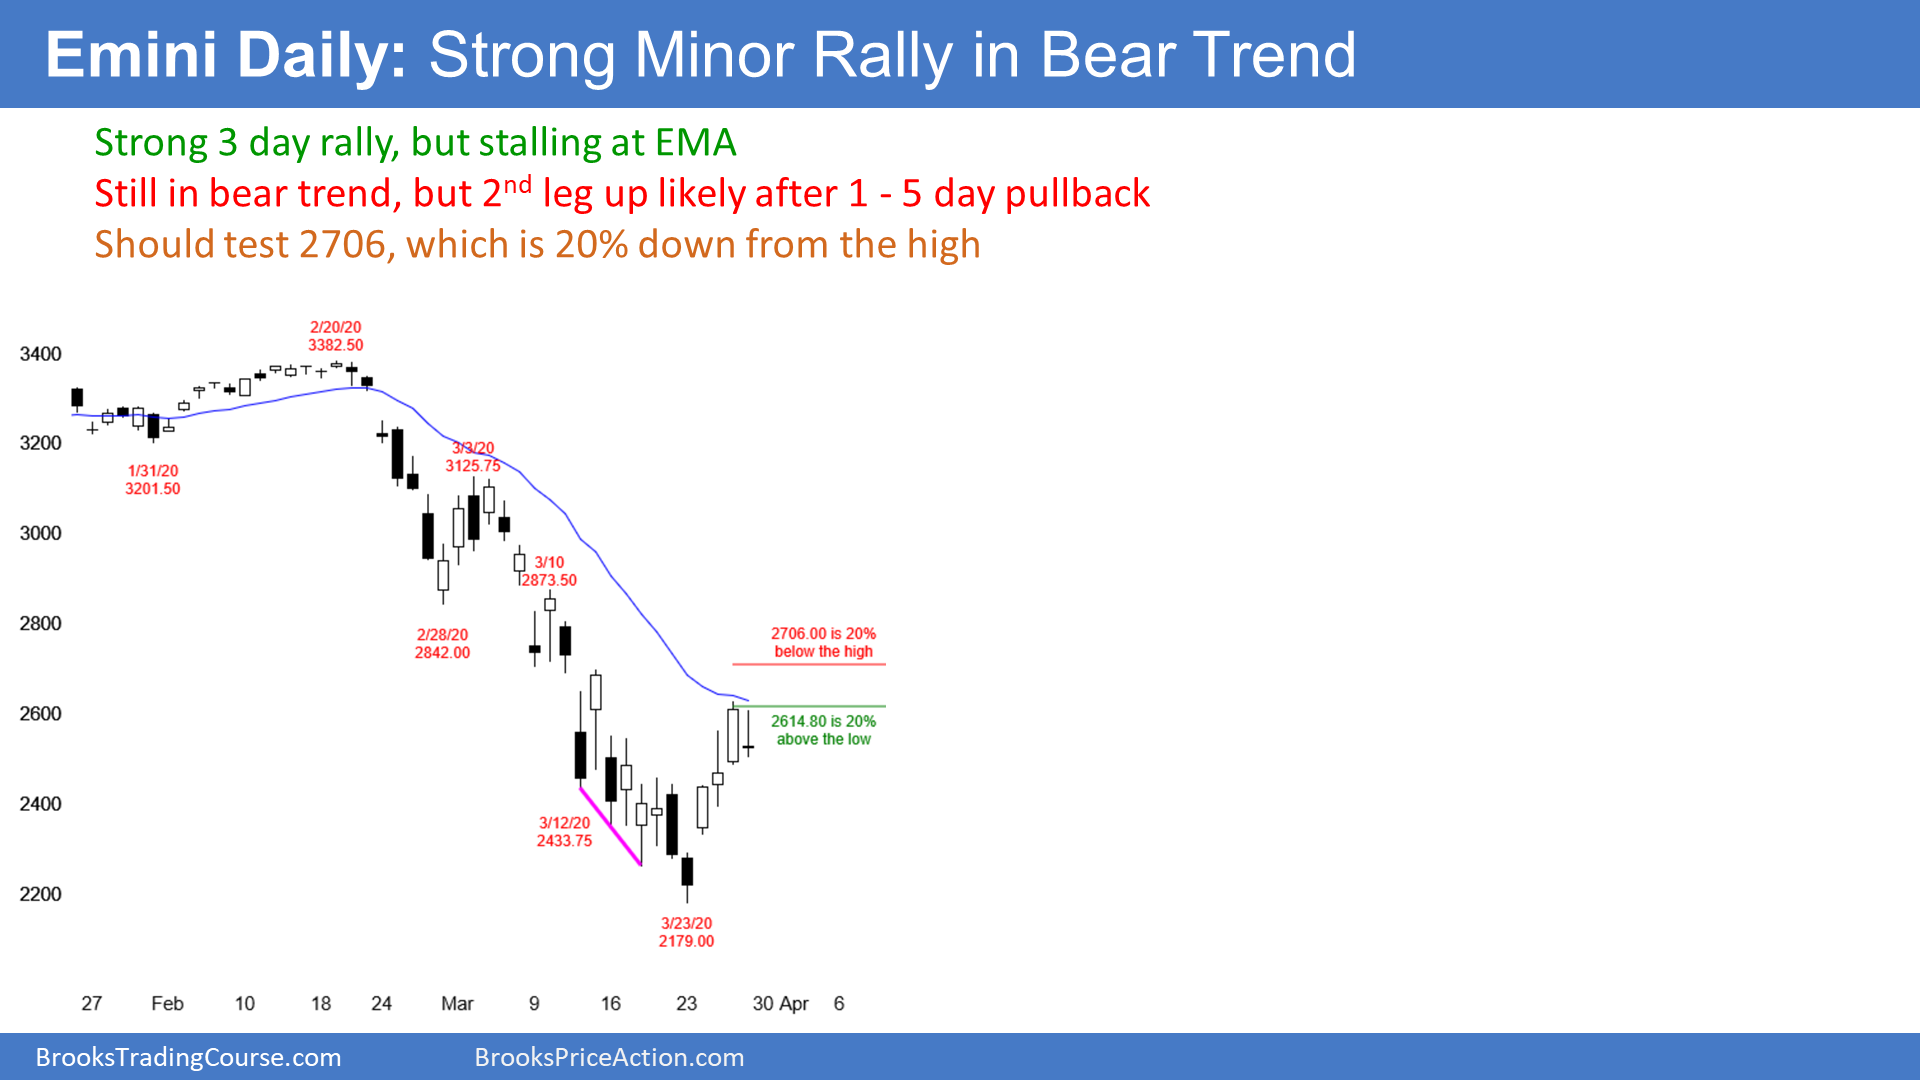 Emini Daily: Strong Minor Rally in Bear Trend
Strong 3 day rally, but stalling at EMA
Still in bear trend, but 2nd leg up likely after 1 - 5 day pullback
Should test 2706, which is 20% down from the high
2/20/20
3382.50
3400
3200
3000
2800
2600
2400
2200
1/31/20
3201.50
3/3/20
3125.75
3/10
2873.50
2/28/20
2842.00
2706.00 is 20%
below the high
2614.80 is 20%
above the low
3/12/20
2433.75
3/23/20
2179.00
27 Feb 10 18 24 Mar 9 16 23 30 Apr 6
BrooksTradingCourse.com BrooksPriceAction.com